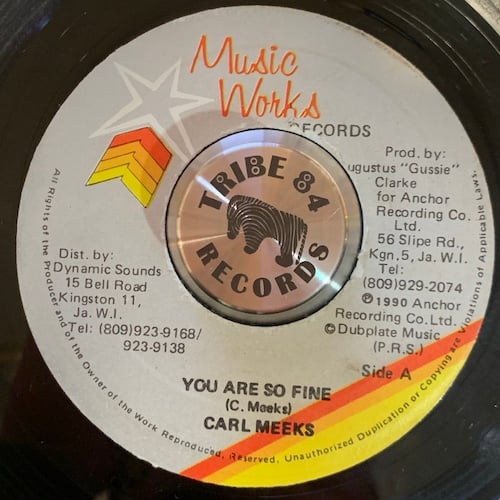 Music
Works
RECORDS
Prod. by:
ugustus "Gussie"
Clarke
for Anchor
Recording Co.
Ltd.
56 Slipe Rd.,
Kgn.5, Ja. W.I.
Tel:
(809)929-2074
℗1990 Anchor
Recording Co.Ltd.
©Dubplate Music
(P.R.S.)
Side A
TRIBE 84
RECORDS
Dist. by:
Dynamic Sounds
15 Bell Road
Kingston 11,
Ja. W.I.
Tel: (809)923-9168/
923-9138
YOU ARE SO FINE
(C. Meeks)
CARL MEEKS
All Rights of the Producer and of the Owner of the Work Reproduced, Reserved. Unauthorized Duplication or Copying are Violations of Applicable Laws.